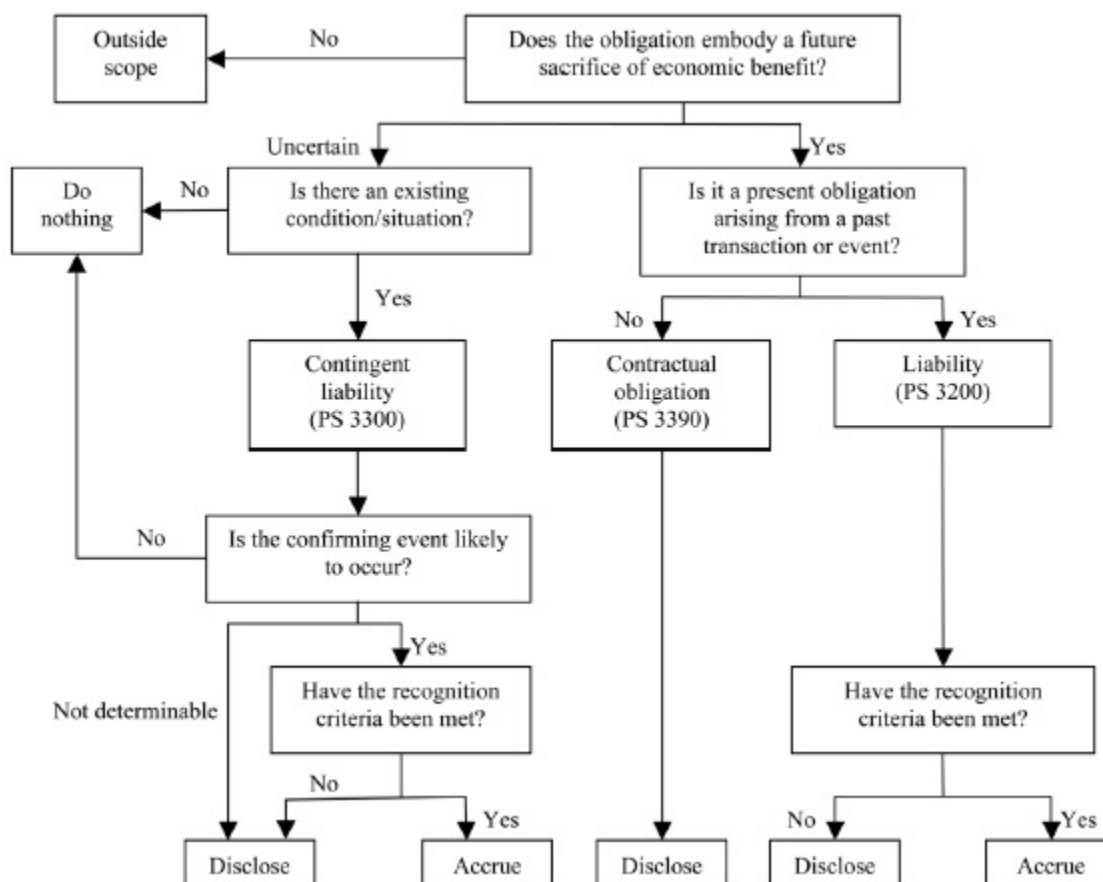 Outside
scope
No
Does the obligation embody a future
sacrifice of economic benefit?
Uncertain
Yes
Do
nothing
No
Is there an existing
condition/situation?
Is it a present obligation
arising from a past
transaction or event?
Yes
No
Yes
Contingent
liability
(PS 3300)
Contractual
obligation
(PS 3390)
Liability
(PS 3200)
No
Is the confirming event likely
to occur?
Yes
Not determinable
Have the recognition
criteria been met?
Have the recognition
criteria been met?
No
Yes
No
Yes
Disclose
Accrue
Disclose
Disclose
Accrue